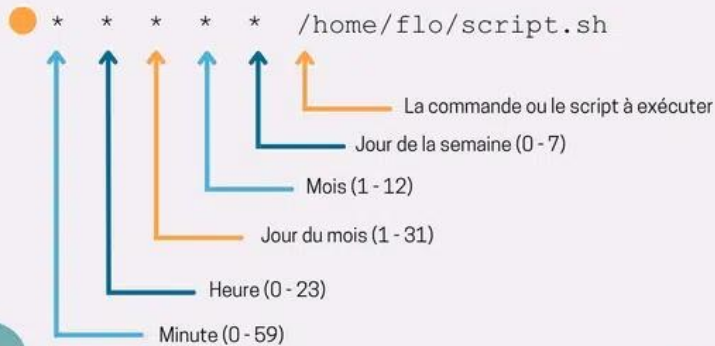 * * * * * /home/flo/script.sh
La commande ou le script à exécuter
Jour de la semaine (0 - 7)
Mois (1 - 12)
Jour du mois (1 - 31)
Heure (0 - 23)
Minute (0 - 59)